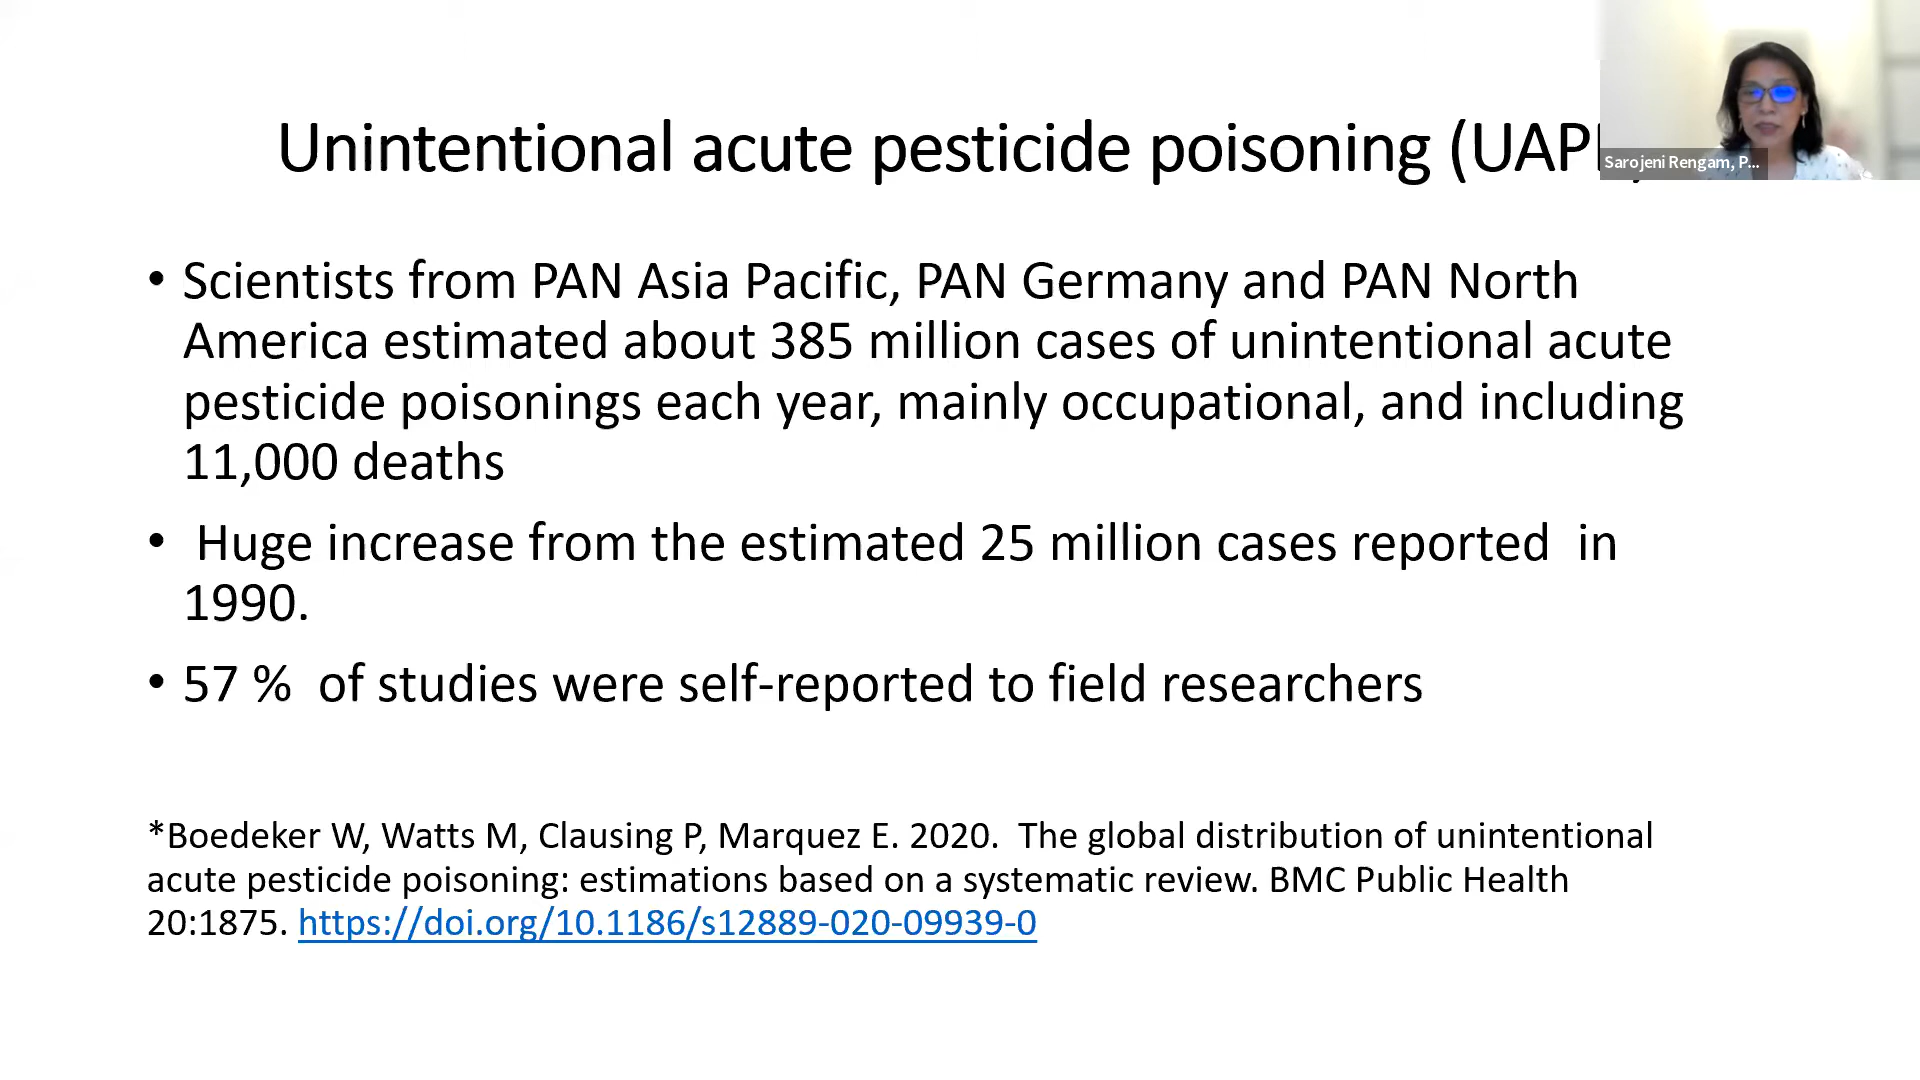 Unintentional acute pesticide poisoning
Sarojeni Rengam, P...
• Scientists from PAN Asia Pacific, PAN Germany and PAN North
America estimated about 385 million cases of unintentional acute
pesticide poisonings each year, mainly occupational, and including
11,000 deaths
• Huge increase from the estimated 25 million cases reported in
1990.
• 57 % of studies were self-reported to field researchers
*Boedeker W, Watts M, Clausing P, Marquez E. 2020. The global distribution of unintentional
acute pesticide poisoning: estimations based on a systematic review. BMC Public Health
20:1875. https://doi.org/10.1186/s12889-020-09939-0